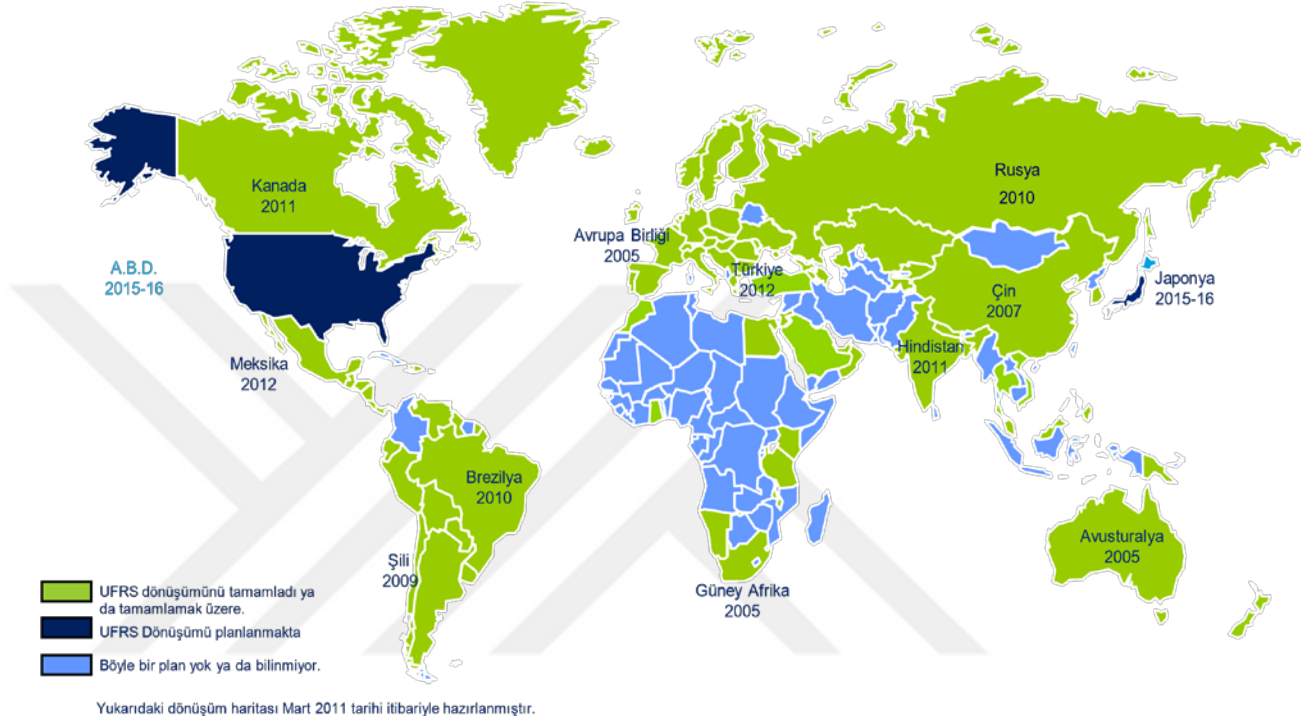 Kanada
2011
Rusya
2010
Avrupa Birliği
2005
Türkiye
2012
A.B.D.
2015-16
Çin
2007
Japonya
2015-16
Hindistan
2011
Meksika
2012
Brezilya
2010
Şili
2009
Güney Afrika
2005
Avusturalya
2005
UFRS dönüşümünü tamamladı ya
da tamamlamak üzere.
UFRS Dönüşümü planlanmakta
Böyle bir plan yok ya da bilinmiyor.
Yukarıdaki dönüşüm haritası Mart 2011 tarihi itibariyle hazırlanmıştır.